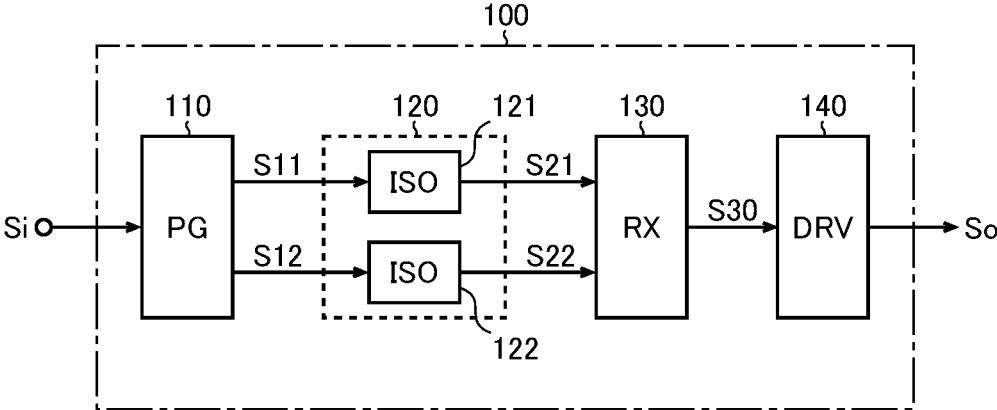 100
110
120
121
130
140
S11
ISO
S21
Si
PG
RX
S30
DRV
So
S12
ISO
S22
122